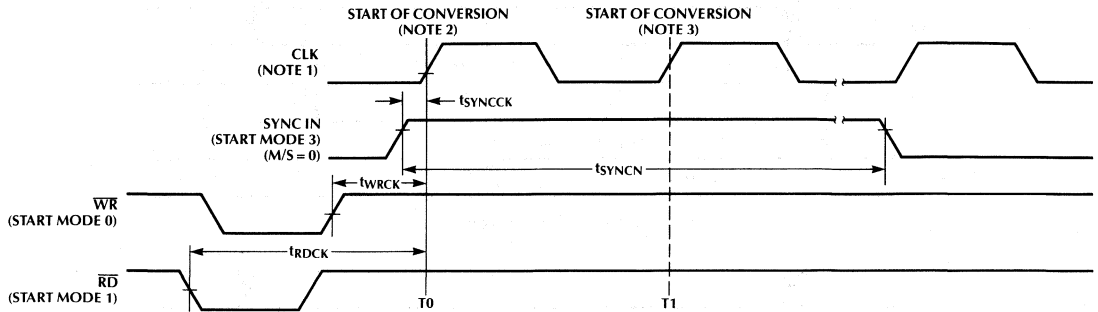 START OF CONVERSION
(NOTE 2)
START OF CONVERSION
(NOTE 3)
CLK
(NOTE 1)
tSYNCCK
SYNC IN
(START MODE 3)
(M/S = 0)
tSYNCN
tWRCK
WR
(START MODE 0)
tRDCK
RD
(START MODE 1)
T0
T1